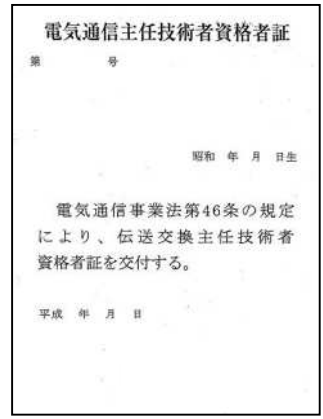 電気通信主任技術者資格者証
第 号
昭和 年 月 日生
電気通信事業法第46条の規定
により、伝送交換主任技術者
資格者証を交付する。
平成 年 月 日